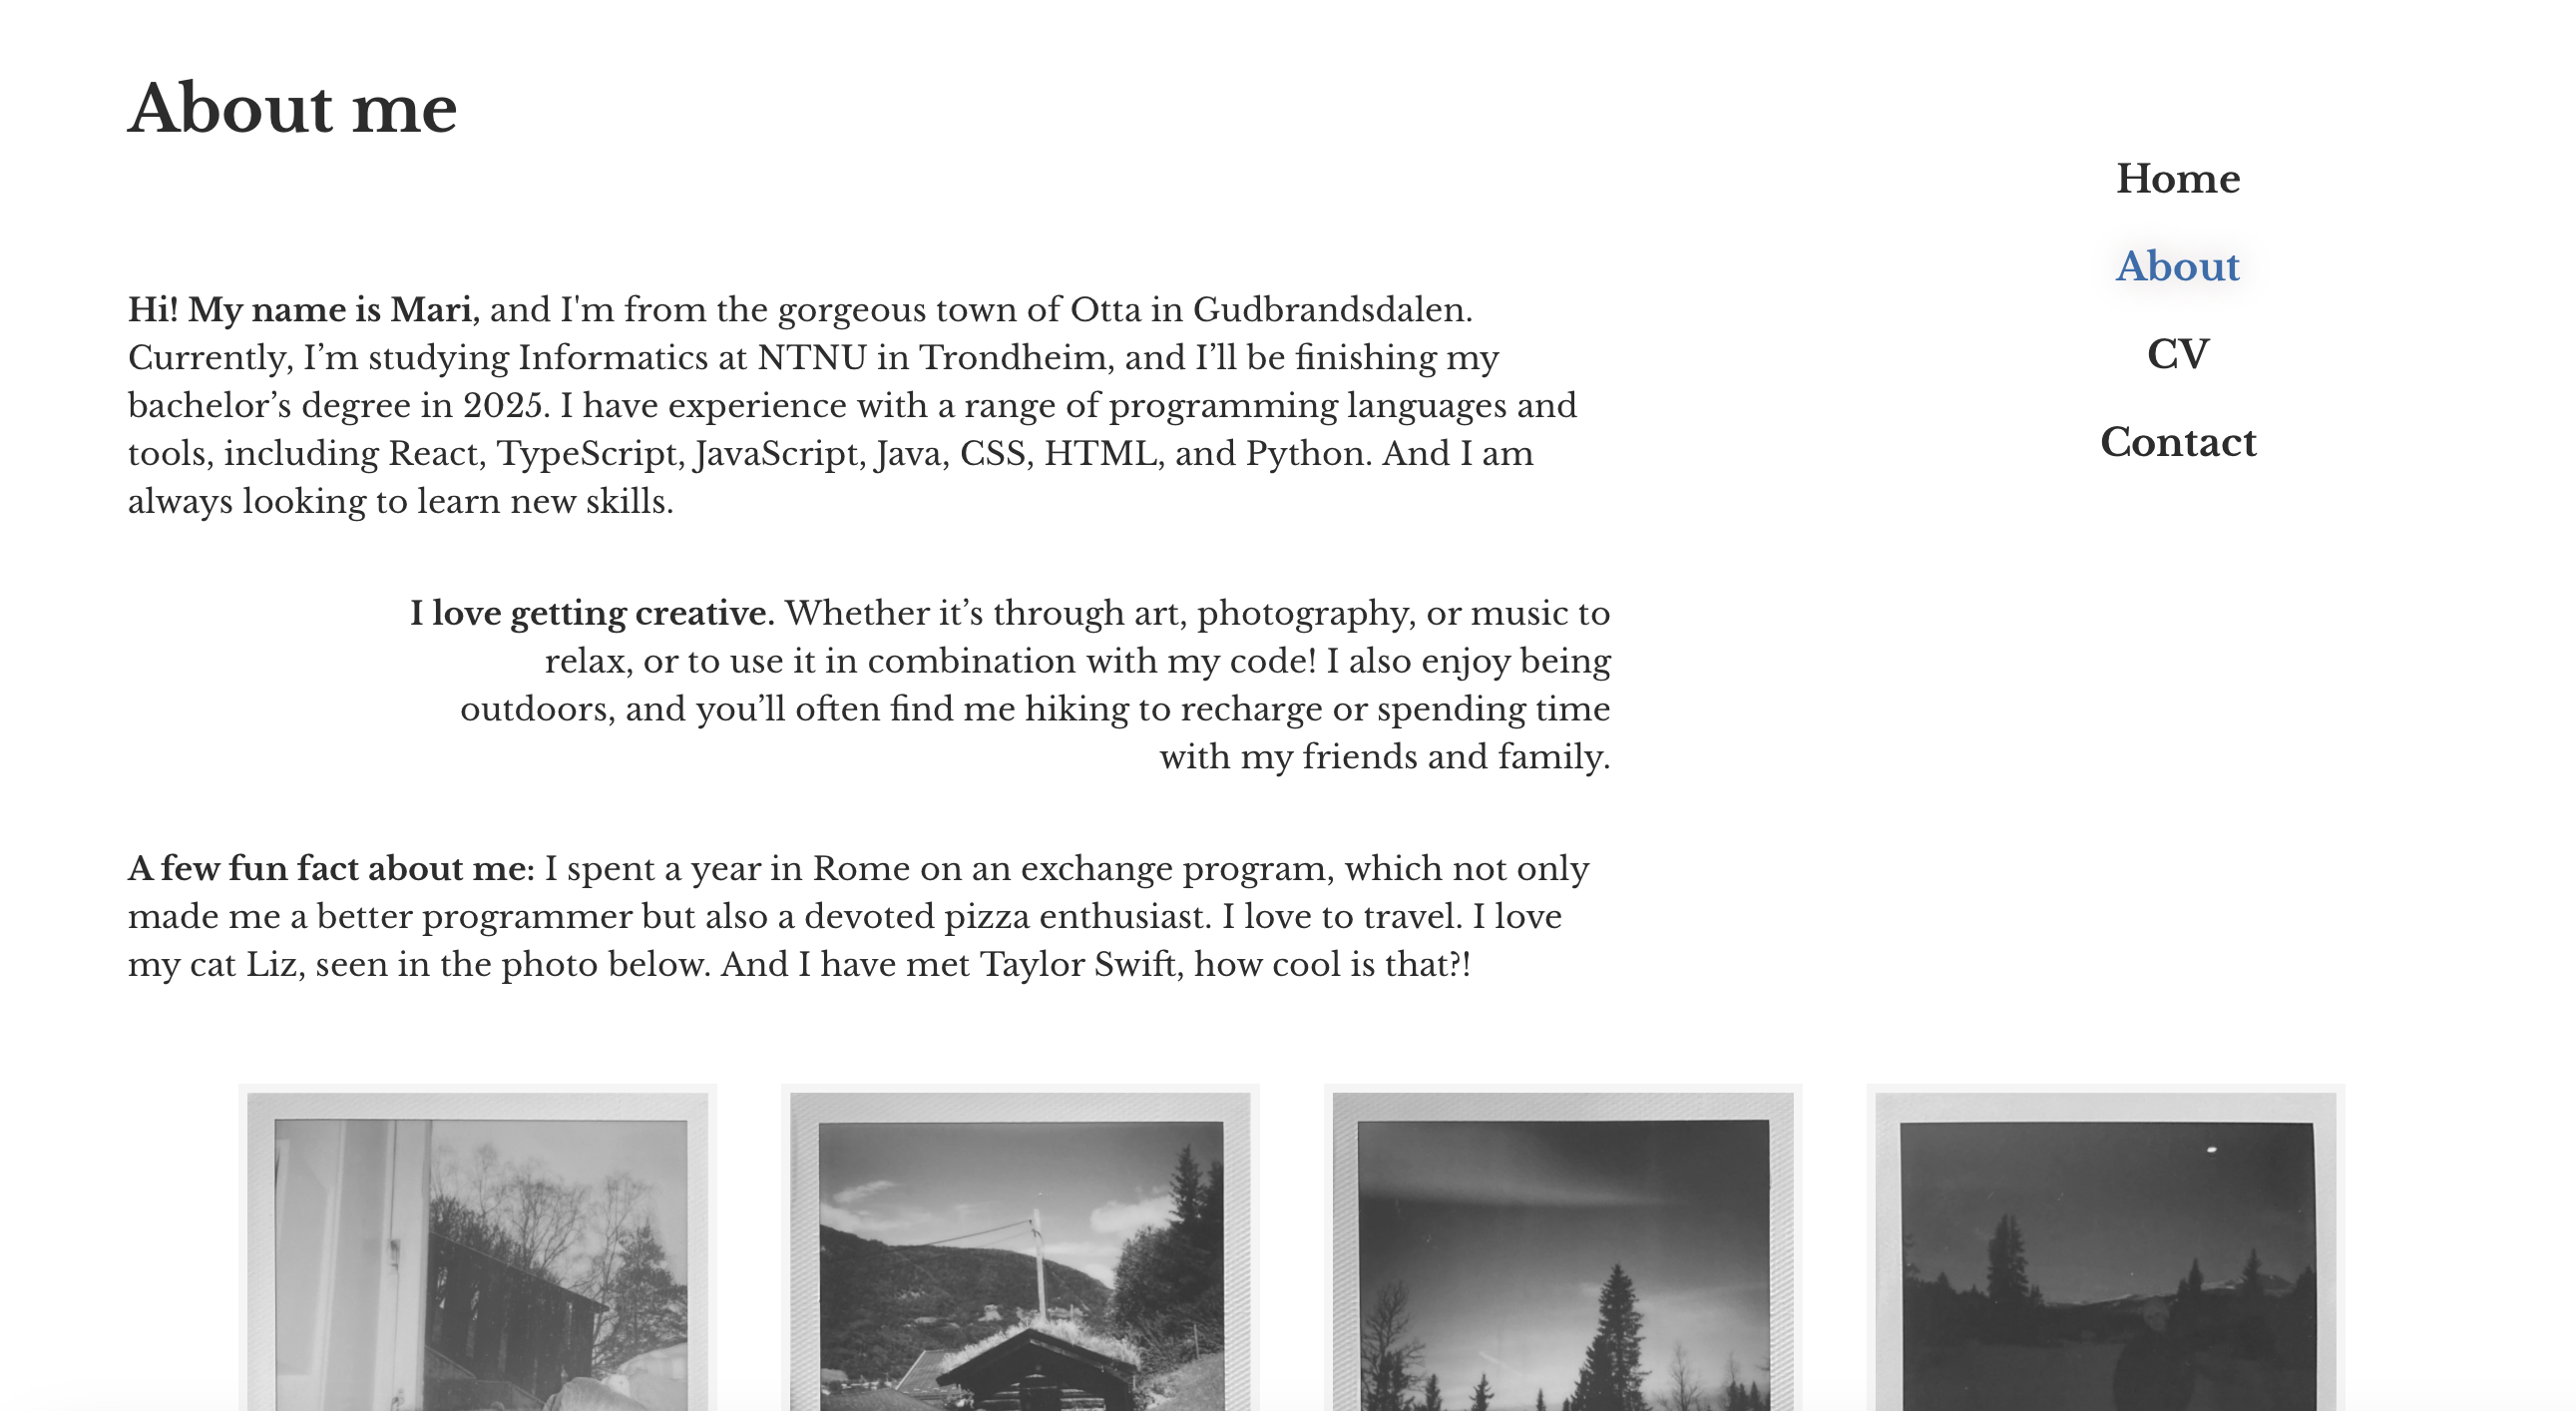 About me
Home
About
CV
Contact
Hi! My name is Mari, and I'm from the gorgeous town of Otta in Gudbrandsdalen.
Currently, I’m studying Informatics at NTNU in Trondheim, and I’ll be finishing my
bachelor’s degree in 2025. I have experience with a range of programming languages and
tools, including React, TypeScript, JavaScript, Java, CSS, HTML, and Python. And I am
always looking to learn new skills.
I love getting creative. Whether it’s through art, photography, or music to
relax, or to use it in combination with my code! I also enjoy being
outdoors, and you’ll often find me hiking to recharge or spending time
with my friends and family.
A few fun fact about me: I spent a year in Rome on an exchange program, which not only
made me a better programmer but also a devoted pizza enthusiast. I love to travel. I love
my cat Liz, seen in the photo below. And I have met Taylor Swift, how cool is that?!